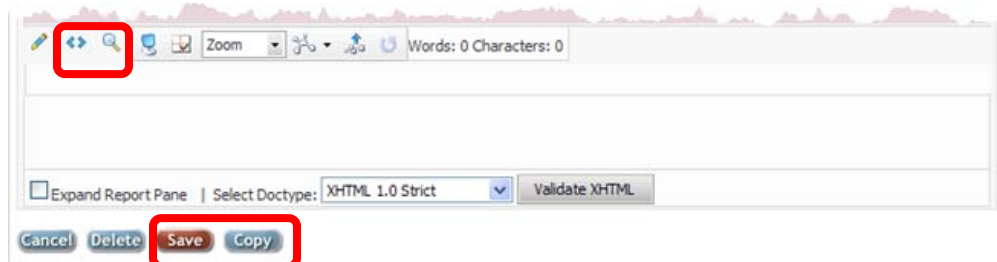 Zoom Words: 0 Characters: 0
Expand Report Pane | Select Doctype: XHTML 1.0 Strict Validate XHTML
Cancel Delete Save Copy